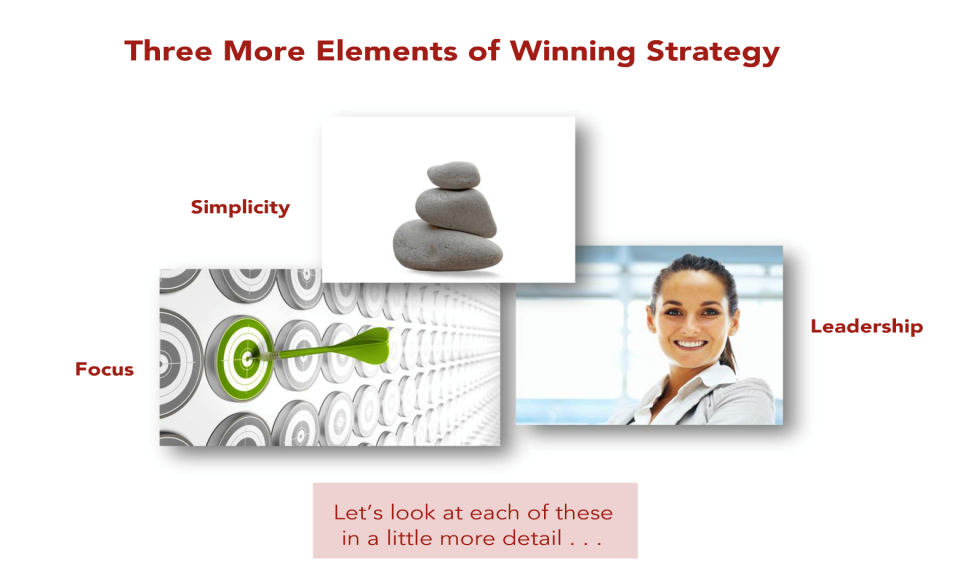 Three More Elements of Winning Strategy
Simplicity
Leadership
Focus
Let’s look at each of these
in a little more detail . . .